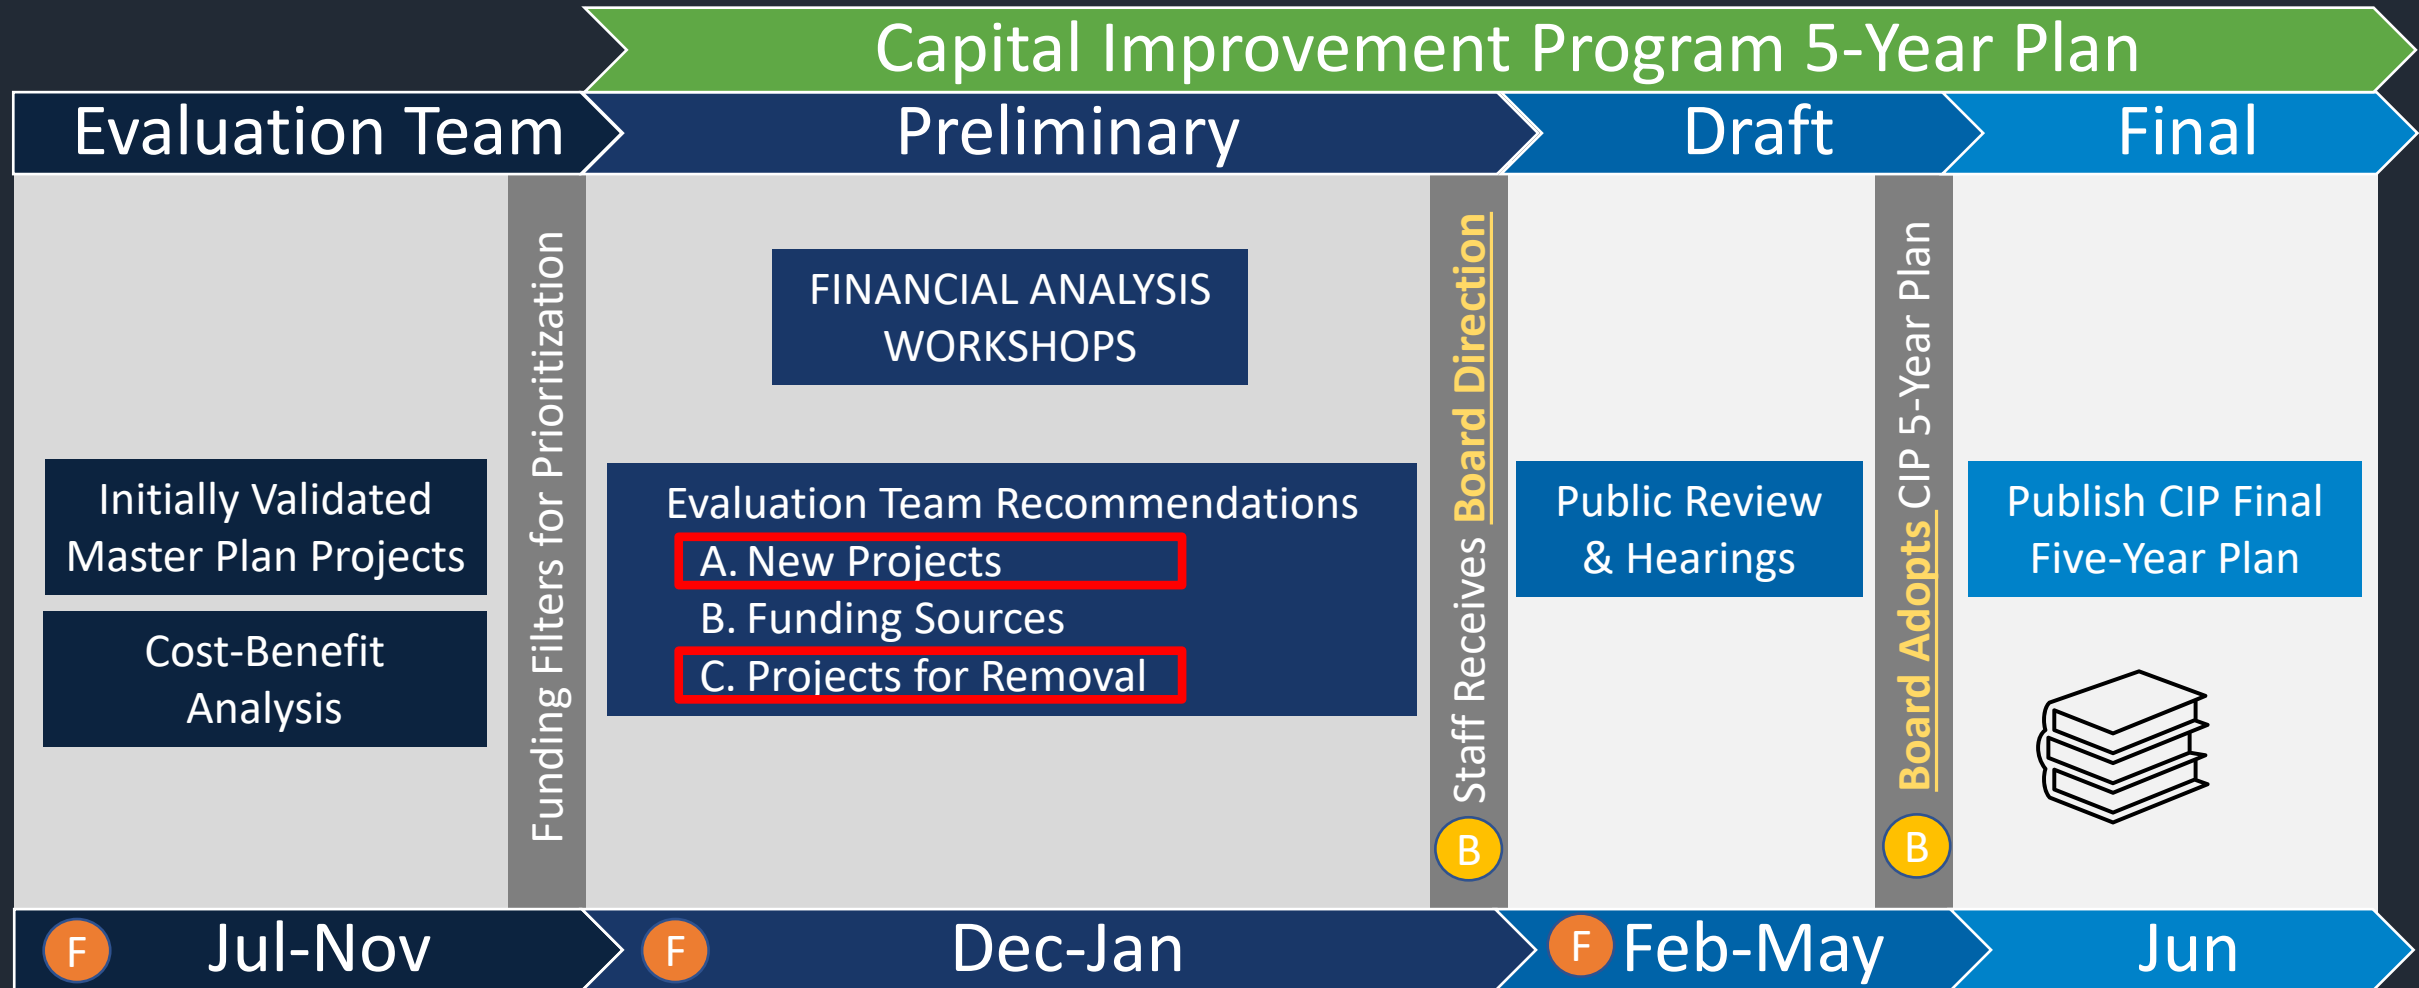 Capital Improvement Program 5-Year Plan
Evaluation Team
Preliminary
Draft
Final
Initially Validated
Master Plan Projects
Cost-Benefit
Analysis
Funding Filters for Prioritization
FINANCIAL ANALYSIS
WORKSHOPS
Evaluation Team Recommendations
A. New Projects
B. Funding Sources
C. Projects for Removal
Staff Receives Board Direction
B
Public Review
& Hearings
Board Adopts CIP 5-Year Plan
B
Publish CIP Final
Five-Year Plan
F
Jul-Nov
F
Dec-Jan
F
Feb-May
Jun